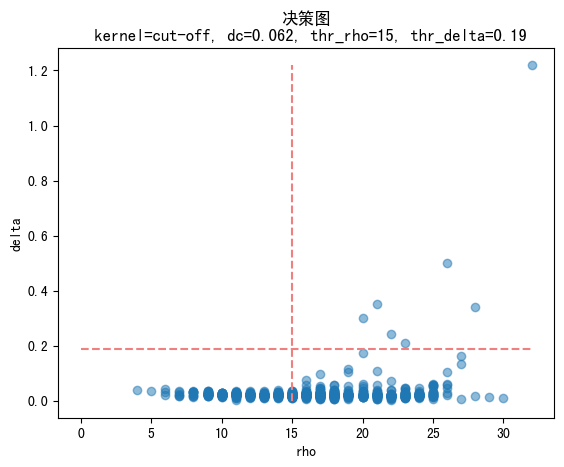 决策图
kernel=cut-off, dc=0.062, thr_rho=15, thr_delta=0.19
1.2
1.0
0.8
0.6
0.4
0.2
0.0
delta
0 5 10 15 20 25 30
rho